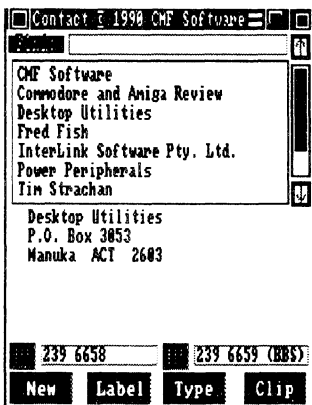 Contact © 1990 CMF Software
CMF Software
Commodore and Amiga Review
Desktop Utilities
Fred Fish
InterLink Software Pty. Ltd.
Power Peripherals
Tim Strachan
Desktop Utilities
P.O. Box 3053
Manuka ACT 2603
239 6658
239 6659 (BBS)
New Label Type Clip